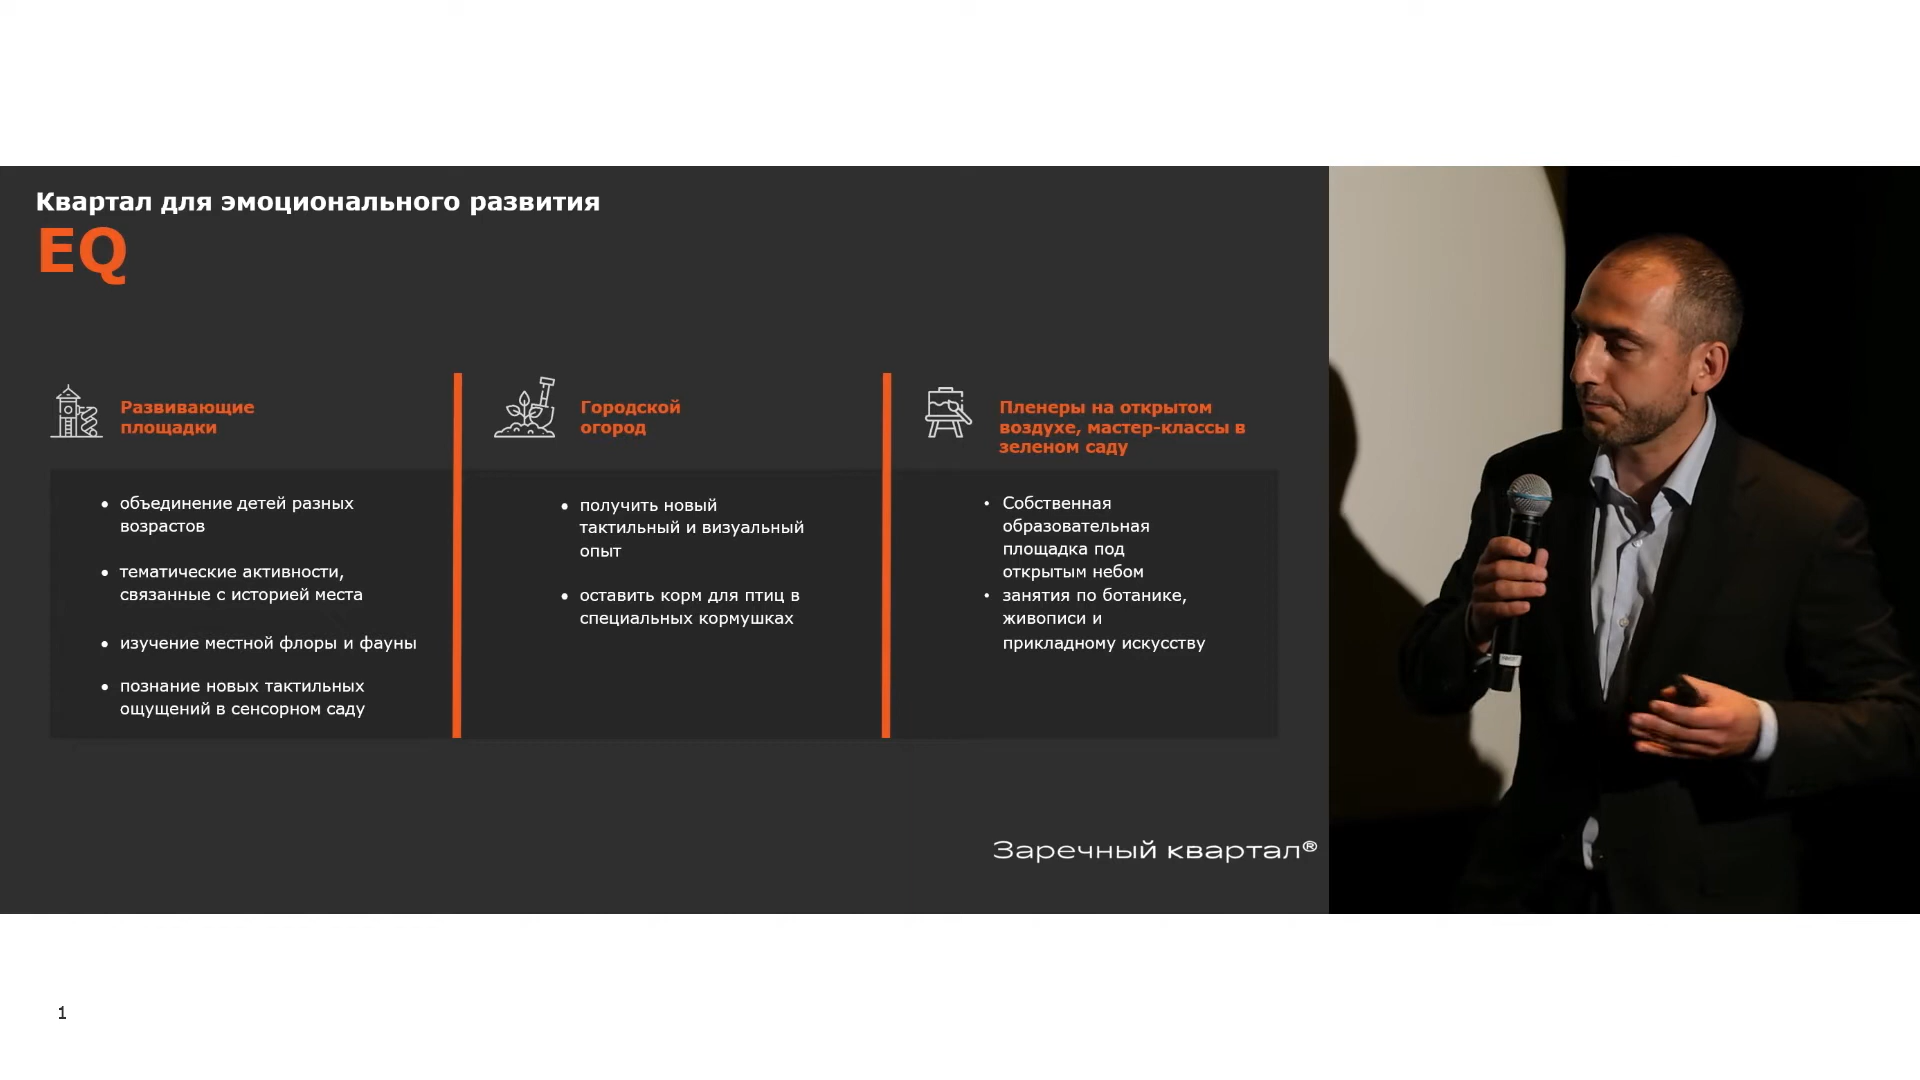 Квартал для эмоционального развития
EQ
Развивающие
площадки
• объединение детей разных
возрастов
• тематические активности,
связанные с историей места
• изучение местной флоры и фауны
• познание новых тактильных
ощущений в сенсорном саду
Городской
огород
• получить новый
тактильный и визуальный
опыт
• оставить корм для птиц в
специальных кормушках
Пленеры на открытом
воздухе, мастер-классы в
зеленом саду
• Собственная
образовательная
площадка под
открытым небом
• занятия по ботанике,
живописи и
прикладному искусству
Заречный квартал®
1